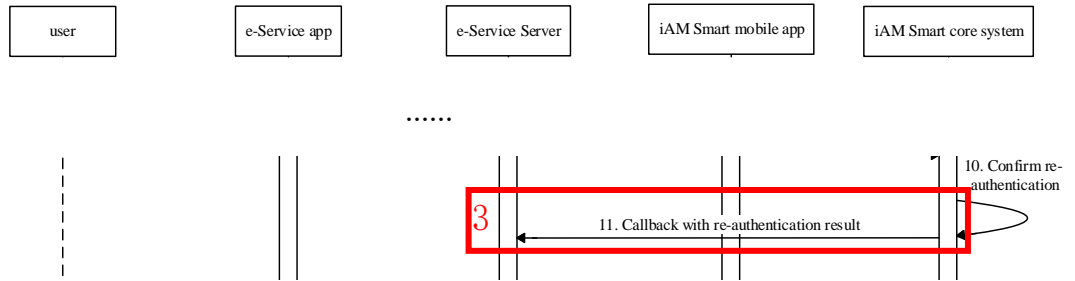 user
e-Service app
e-Service Server
iAM Smart mobile app
iAM Smart core system
......
10. Confirm re-
authentication
3
11. Callback with re-authentication result